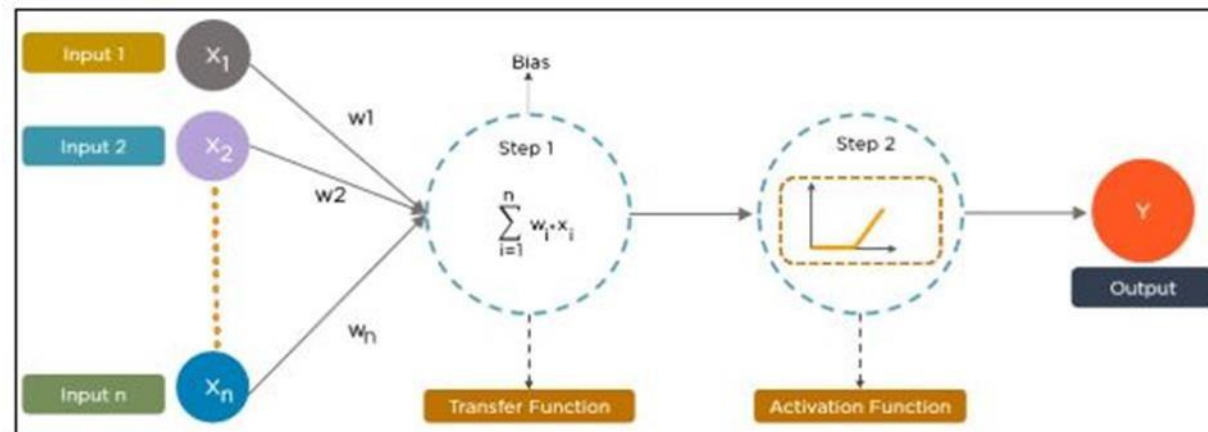 Input 1
X1
w1
Input 2
X2
w2
Input n
Xn
wn
Bias
Step 1
n
∑ wi*xi
i=1
Transfer Function
Step 2
Activation Function
Y
Output